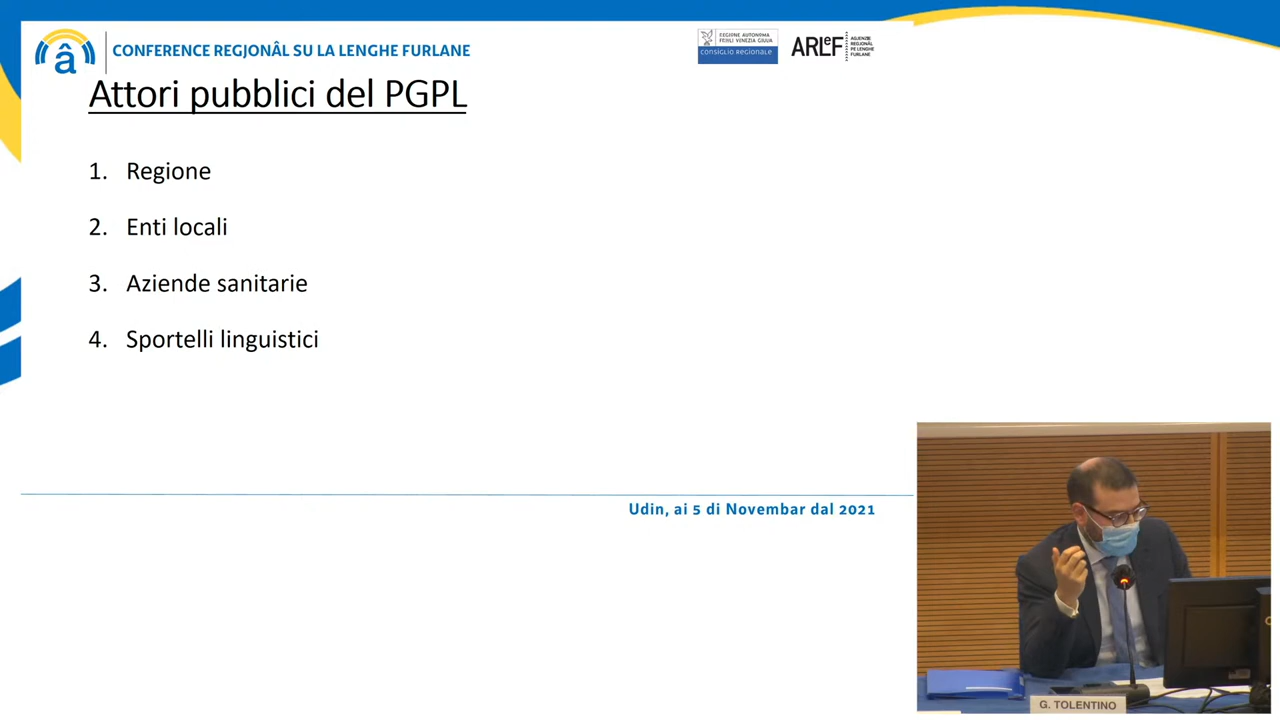 CONFERENCE REGJONÂL SU LA LENGHE FURLANE
â
REGIONE AUTONOMA
FRIULI VENEZIA GIULIA
CONSIGLIO REGIONALE
ARLeF
AGJENZIE
REGJONÂL
PE LENGHE
FURLANE
Attori pubblici del PGPL
1. Regione
2. Enti locali
3. Aziende sanitarie
4. Sportelli linguistici
Udin, ai 5 di Novembar dal 2021
G. TOLENTINO